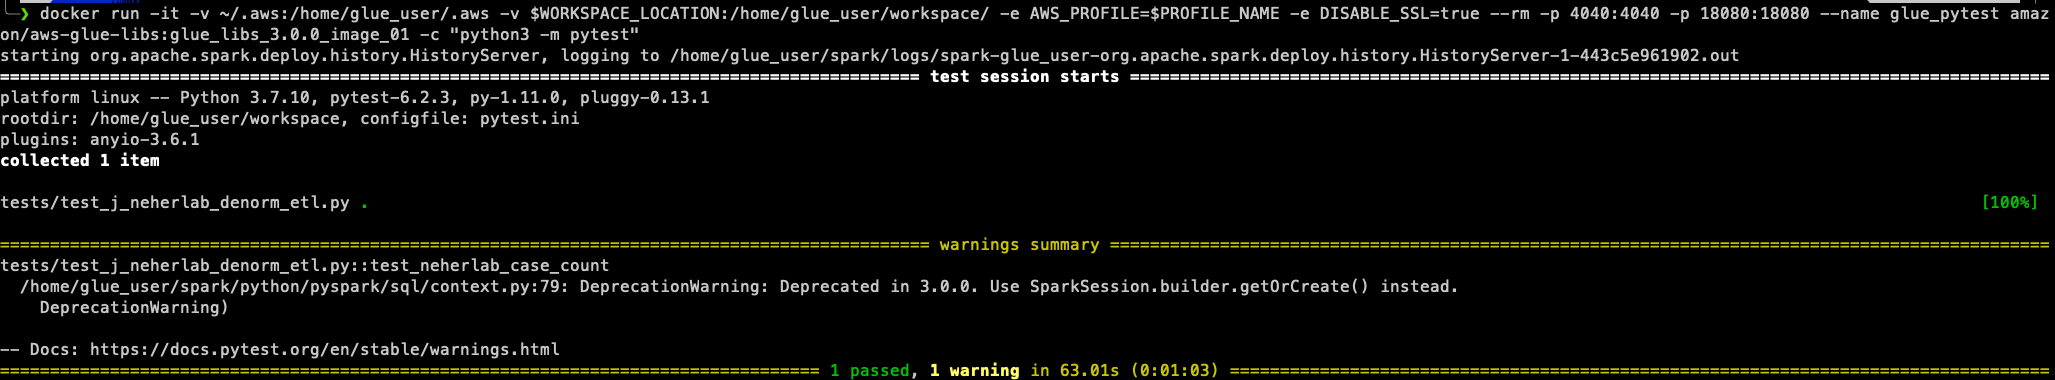 ❯ docker run -it -v ~/.aws:/home/glue_user/.aws -v $WORKSPACE_LOCATION:/home/glue_user/workspace/ -e AWS_PROFILE=$PROFILE_NAME -e DISABLE_SSL=true --rm -p 4040:4040 -p 18080:18080 --name glue_pytest amaz
on/aws-glue-libs:glue_libs_3.0.0_image_01 -c "python3 -m pytest"
starting org.apache.spark.deploy.history.HistoryServer, logging to /home/glue_user/spark/logs/spark-glue_user-org.apache.spark.deploy.history.HistoryServer-1-443c5e961902.out
============================================================================================ test session starts ============================================================================================
platform linux -- Python 3.7.10, pytest-6.2.3, py-1.11.0, pluggy-0.13.1
rootdir: /home/glue_user/workspace, configfile: pytest.ini
plugins: anyio-3.6.1
collected 1 item
tests/test_j_neherlab_denorm_etl.py . [100%]
============================================================================================= warnings summary ==============================================================================================
tests/test_j_neherlab_denorm_etl.py::test_neherlab_case_count
/home/glue_user/spark/python/pyspark/sql/context.py:79: DeprecationWarning: Deprecated in 3.0.0. Use SparkSession.builder.getOrCreate() instead.
DeprecationWarning)
-- Docs: https://docs.pytest.org/en/stable/warnings.html
================================================================================== 1 passed, 1 warning in 63.01s (0:01:03) ==================================================================================